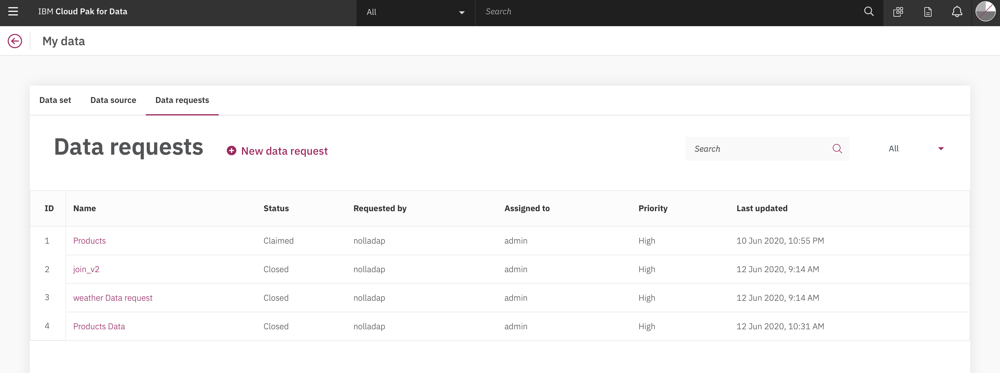 IBM Cloud Pak for Data All Search
My data
Data set Data source Data requests
Data requests New data request Search All
ID Name Status Requested by Assigned to Priority Last updated
1 Products Claimed nolladap admin High 10 Jun 2020, 10:55 PM
2 join_v2 Closed nolladap admin High 12 Jun 2020, 9:14 AM
3 weather Data request Closed nolladap admin High 12 Jun 2020, 9:14 AM
4 Products Data Closed nolladap admin High 12 Jun 2020, 10:31 AM